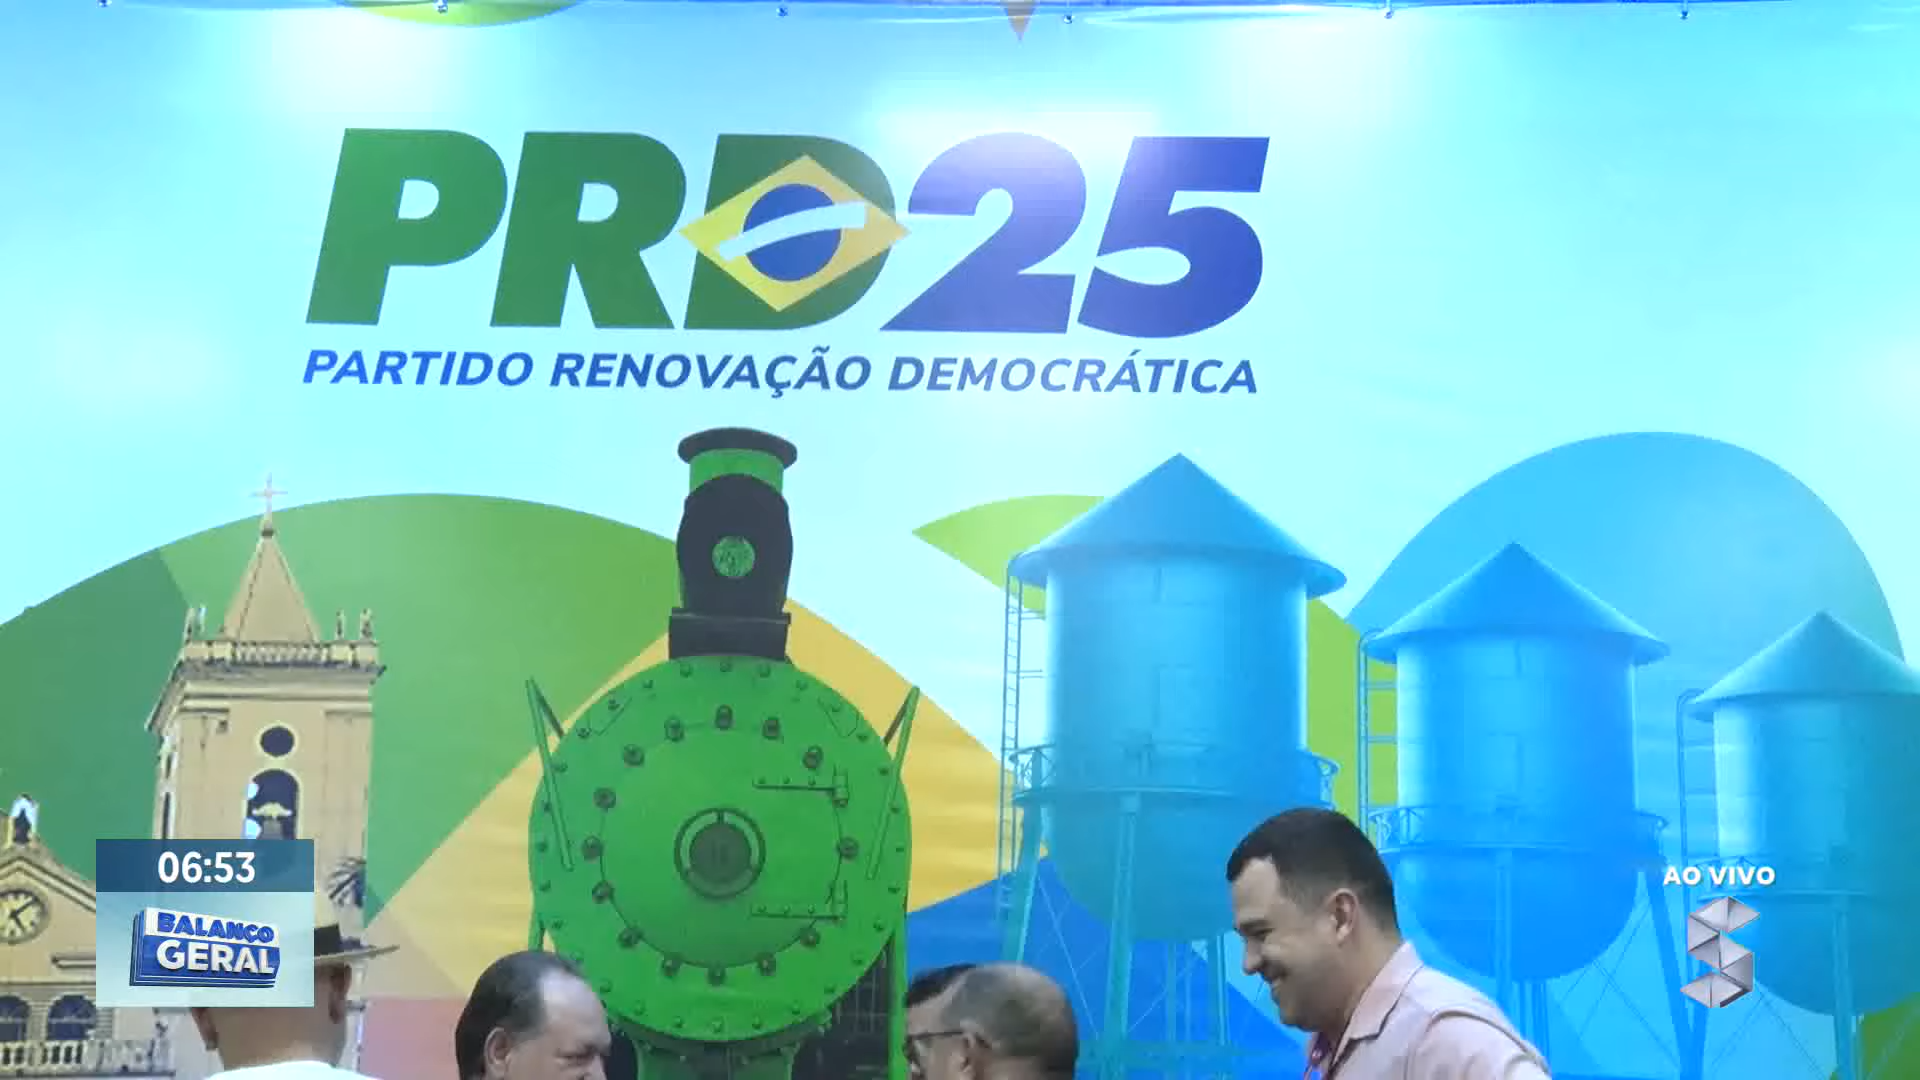 PRD25
PARTIDO RENOVAÇÃO DEMOCRÁTICA
06:53
BALANÇO
GERAL
AO VIVO